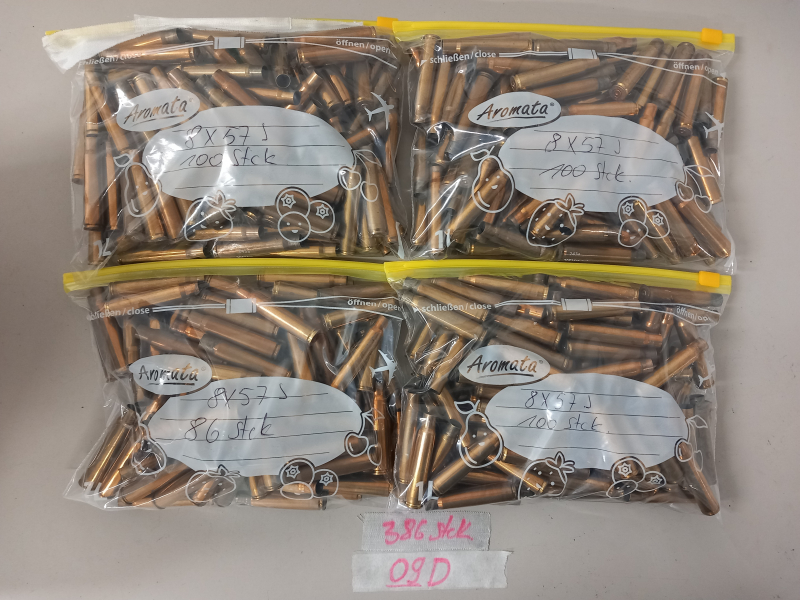 öffnen/open
schließen/close
Aromata®
8X57 J
100 Stck
schließen/close
öffnen/open
Aromata®
8X57 J
100 Stck.
öffnen/open
Aromata®
8X57 J
86 Stck
schließen/close
öffnen/
Aromata®
8X57 J
100 Stck.
386 Stck
09D